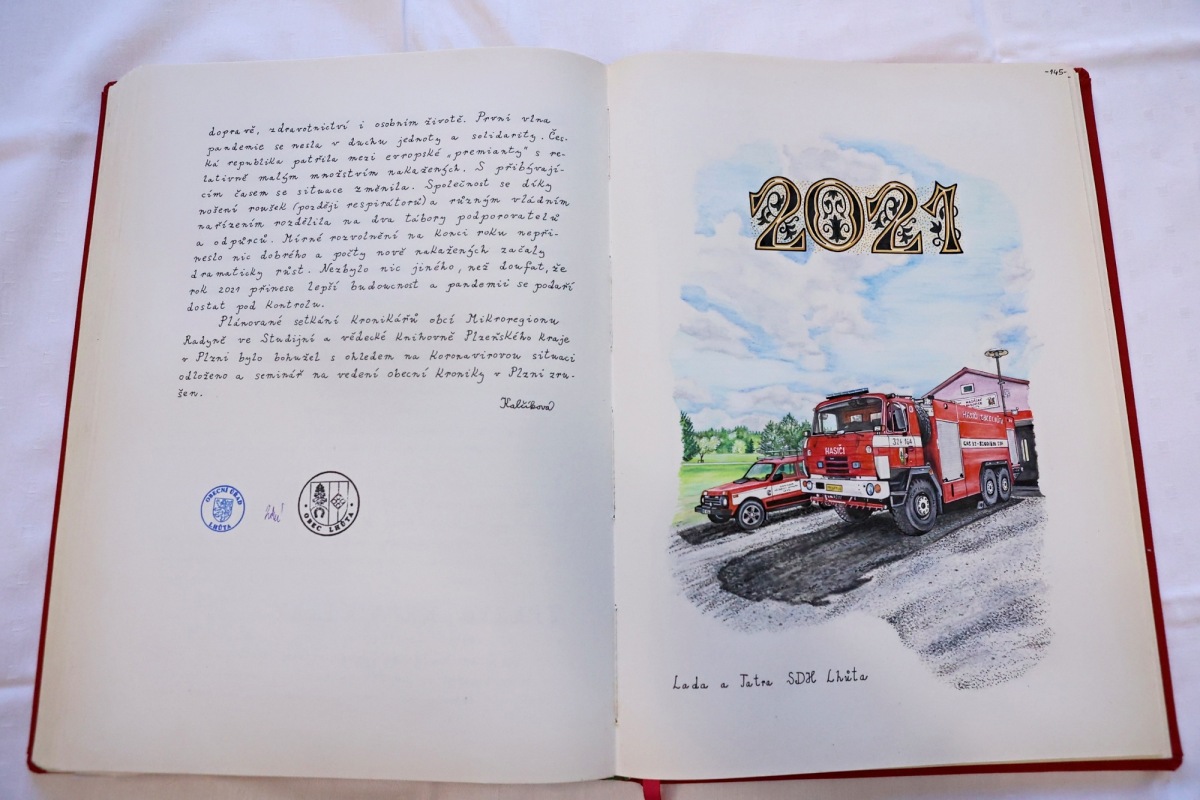 dopravě, zdravotnictví i osobním životě. První vlna
pandemie se nesla v duchu jednoty a solidarity. Čes-
ká republika patřila mezi evropské „premianty" s re-
lativně malým množstvím nakažených. S přibývají-
cím časem se situace změnila. Společnost se díky
nošení roušek (později respirátorů) a různým vládním
nařízením rozdělila na dva tábory podporovatelů
a odpůrců. Mírné rozvolnění na konci roku nepři-
neslo nic dobrého a počty nově nakažených začaly
dramaticky růst. Nezbylo nic jiného, než doufat, že
rok 2021 přinese lepší budoucnost a pandemii se podaří
dostat pod kontrolu.
Plánované setkání kronikářů obcí Mikroregionu
Radyně ve Studijní a vědecké knihovně Plzeňského kraje
v Plzni bylo bohužel s ohledem na koronavirovou situaci
odloženo a seminář na vedení obecní kroniky v Plzni zru-
šen.
OBECNÍ ÚŘAD
LHŮTA
OBEC LHŮTA
-145-
2021
HASIČI
Lada a Tatra SDH Lhůta